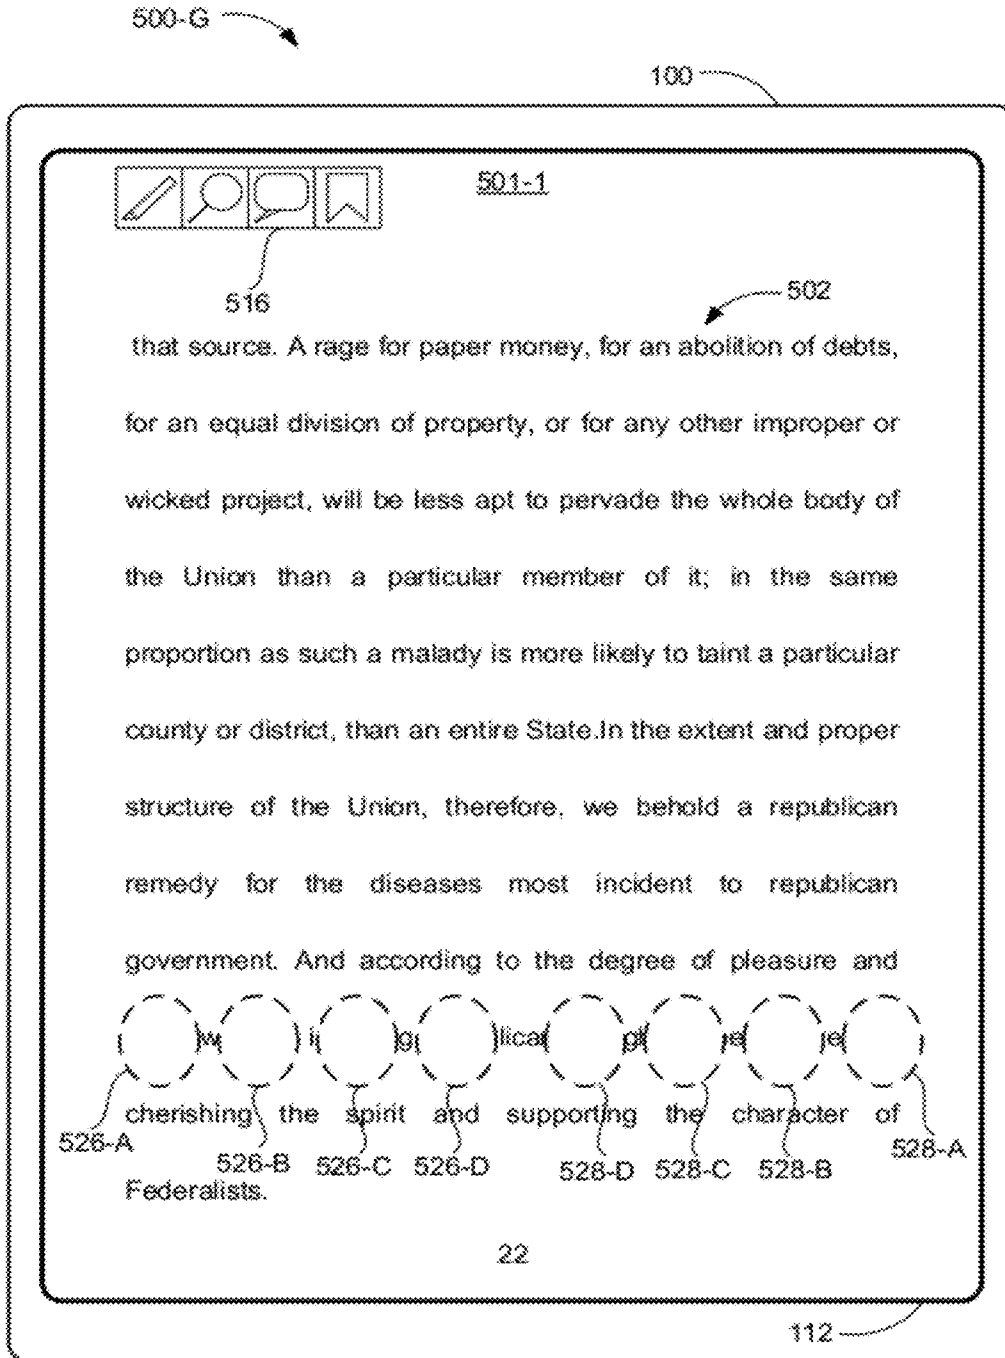 500-G
100
501-1
516
502
that source. A rage for paper money, for an abolition of debts,
for an equal division of property, or for any other improper or
wicked project, will be less apt to pervade the whole body of
the Union than a particular member of it; in the same
proportion as such a malady is more likely to taint a particular
county or district, than an entire State.In the extent and proper
structure of the Union, therefore, we behold a republican
remedy for the diseases most incident to republican
government. And according to the degree of pleasure and
cherishing the spirit and supporting the character of
526-A 526-B 526-C 526-D 528-D 528-C 528-B 528-A
Federalists.
22
112